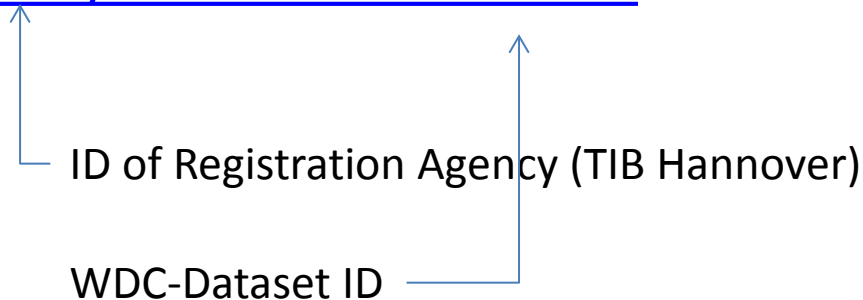 ID of Registration Agency (TIB Hannover)
WDC-Dataset ID